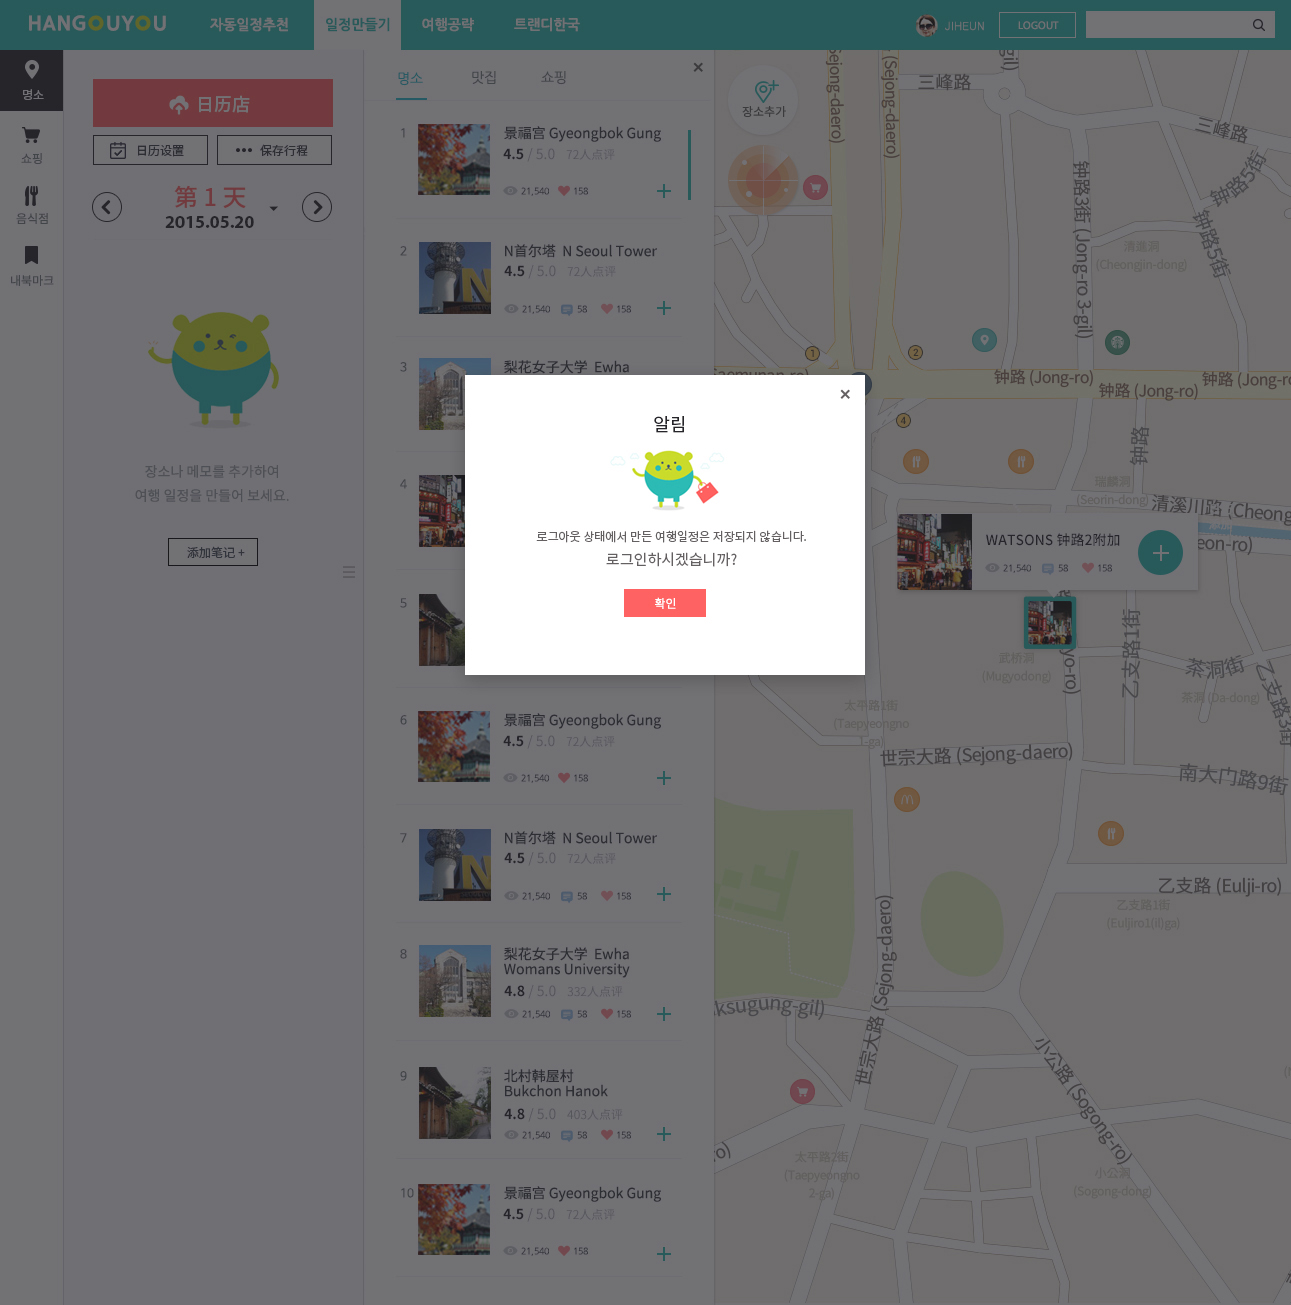 HANGOUYOU
자동일정추천
일정만들기
여행공략
트랜디한국
JIHEUN
LOGOUT
명소
쇼핑
음식점
내북마크
日历店
日历设置
保存行程
第 1 天
2015.05.20
장소나 메모를 추가하여
여행 일정을 만들어 보세요.
添加笔记 +
명소
맛집
쇼핑
1
景福宫 Gyeongbok Gung
4.5 / 5.0 72人点评
21,540 158
2
N首尔塔 N Seoul Tower
4.5 / 5.0 72人点评
21,540 58 158
3
梨花女子大学 Ewha
4
5
6
景福宫 Gyeongbok Gung
4.5 / 5.0 72人点评
21,540 158
7
N首尔塔 N Seoul Tower
4.5 / 5.0 72人点评
21,540 58 158
8
梨花女子大学 Ewha
Womans University
4.8 / 5.0 332人点评
21,540 58 158
9
北村韩屋村
Bukchon Hanok
4.8 / 5.0 403人点评
21,540 58 158
10
景福宫 Gyeongbok Gung
4.5 / 5.0 72人点评
21,540 158
알림
로그아웃 상태에서 만든 여행일정은 저장되지 않습니다.
로그인하시겠습니까?
확인
장소추가
Sejong-daero)
(Sejong-daero)
gil)
三峰路
三峰路
钟路5街
钟路5街
钟路3街 (Jong-ro 3-gil)
清進洞
(Cheongjin-dong)
1
2
4
钟路 (Jong-ro)
钟路 (Jong-ro)
钟路 (Jong-ro)
钟路
瑞麟洞
(Seorin-dong)
清溪川路 (Cheong
eon-ro)
WATSONS 钟路2附加
21,540 58 158
武橋洞
(Mugyodong)
yo-ro)
乙支路1街
茶洞街
茶洞 (Da-dong)
乙支路3街
太平路1街
(Taepyeongno
1-ga)
世宗大路 (Sejong-daero)
南大门路9街
乙支路 (Eulji-ro)
乙支路1街
(Euljiro1(il)ga)
世宗大路 (Sejong-daero)
ksugung-gil)
小公路 (Sogong-ro)
ro)
太平路2街
(Taepyeongno
2-ga)
小公洞
(Sogong-dong)